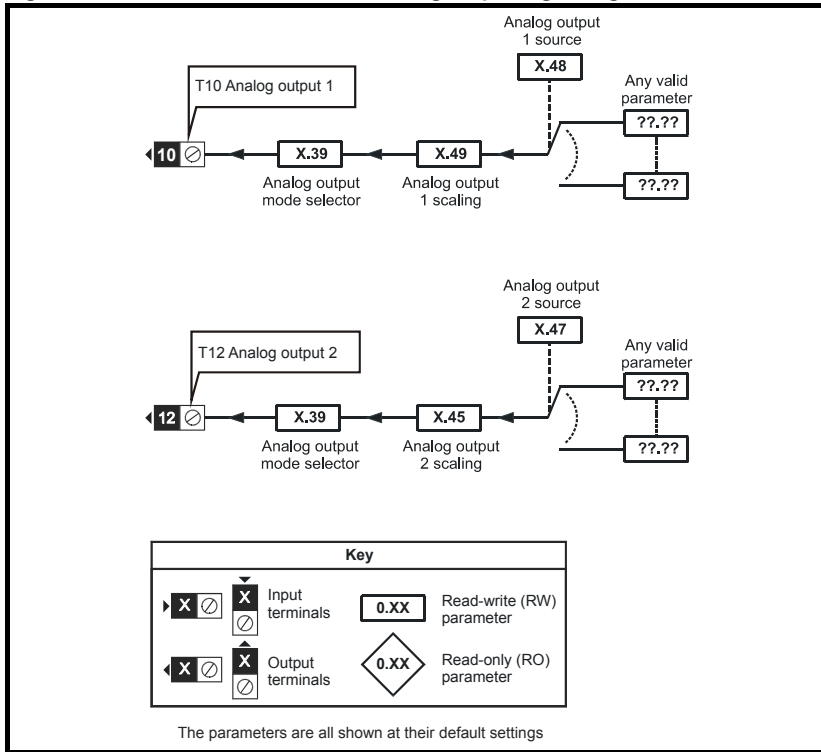 Analog output
1 source
X.48
T10 Analog output 1
Any valid
parameter
??.??
10
X.39
X.49
??.??
Analog output
mode selector
Analog output
1 scaling
Analog output
2 source
X.47
T12 Analog output 2
Any valid
parameter
??.??
12
X.39
X.45
??.??
Analog output
mode selector
Analog output
2 scaling
Key
X
X
Input
terminals
0.XX
Read-write (RW)
parameter
X
X
Output
terminals
0.XX
Read-only (RO)
parameter
The parameters are all shown at their default settings